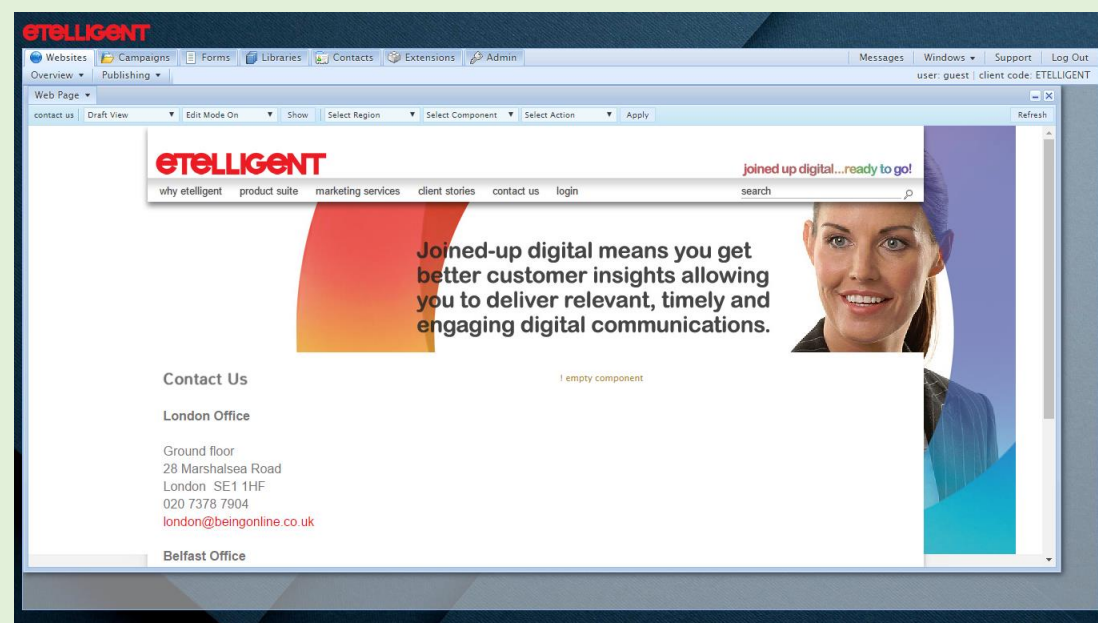 etelligent
Websites Campaigns Forms Libraries Contacts Extensions Admin Messages Windows Support Log Out
Overview Publishing user: guest client code: ETELLIGENT
Web Page
contact us Draft View Edit Mode On Show Select Region Select Component Select Action Apply Refresh
etelligent
joined up digital...ready to go!
why etelligent product suite marketing services client stories contact us login search
Joined-up digital means you get
better customer insights allowing
you to deliver relevant, timely and
engaging digital communications.
Contact Us
! empty component
London Office
Ground floor
28 Marshalsea Road
London SE1 1HF
020 7378 7904
london@beingonline.co.uk
Belfast Office